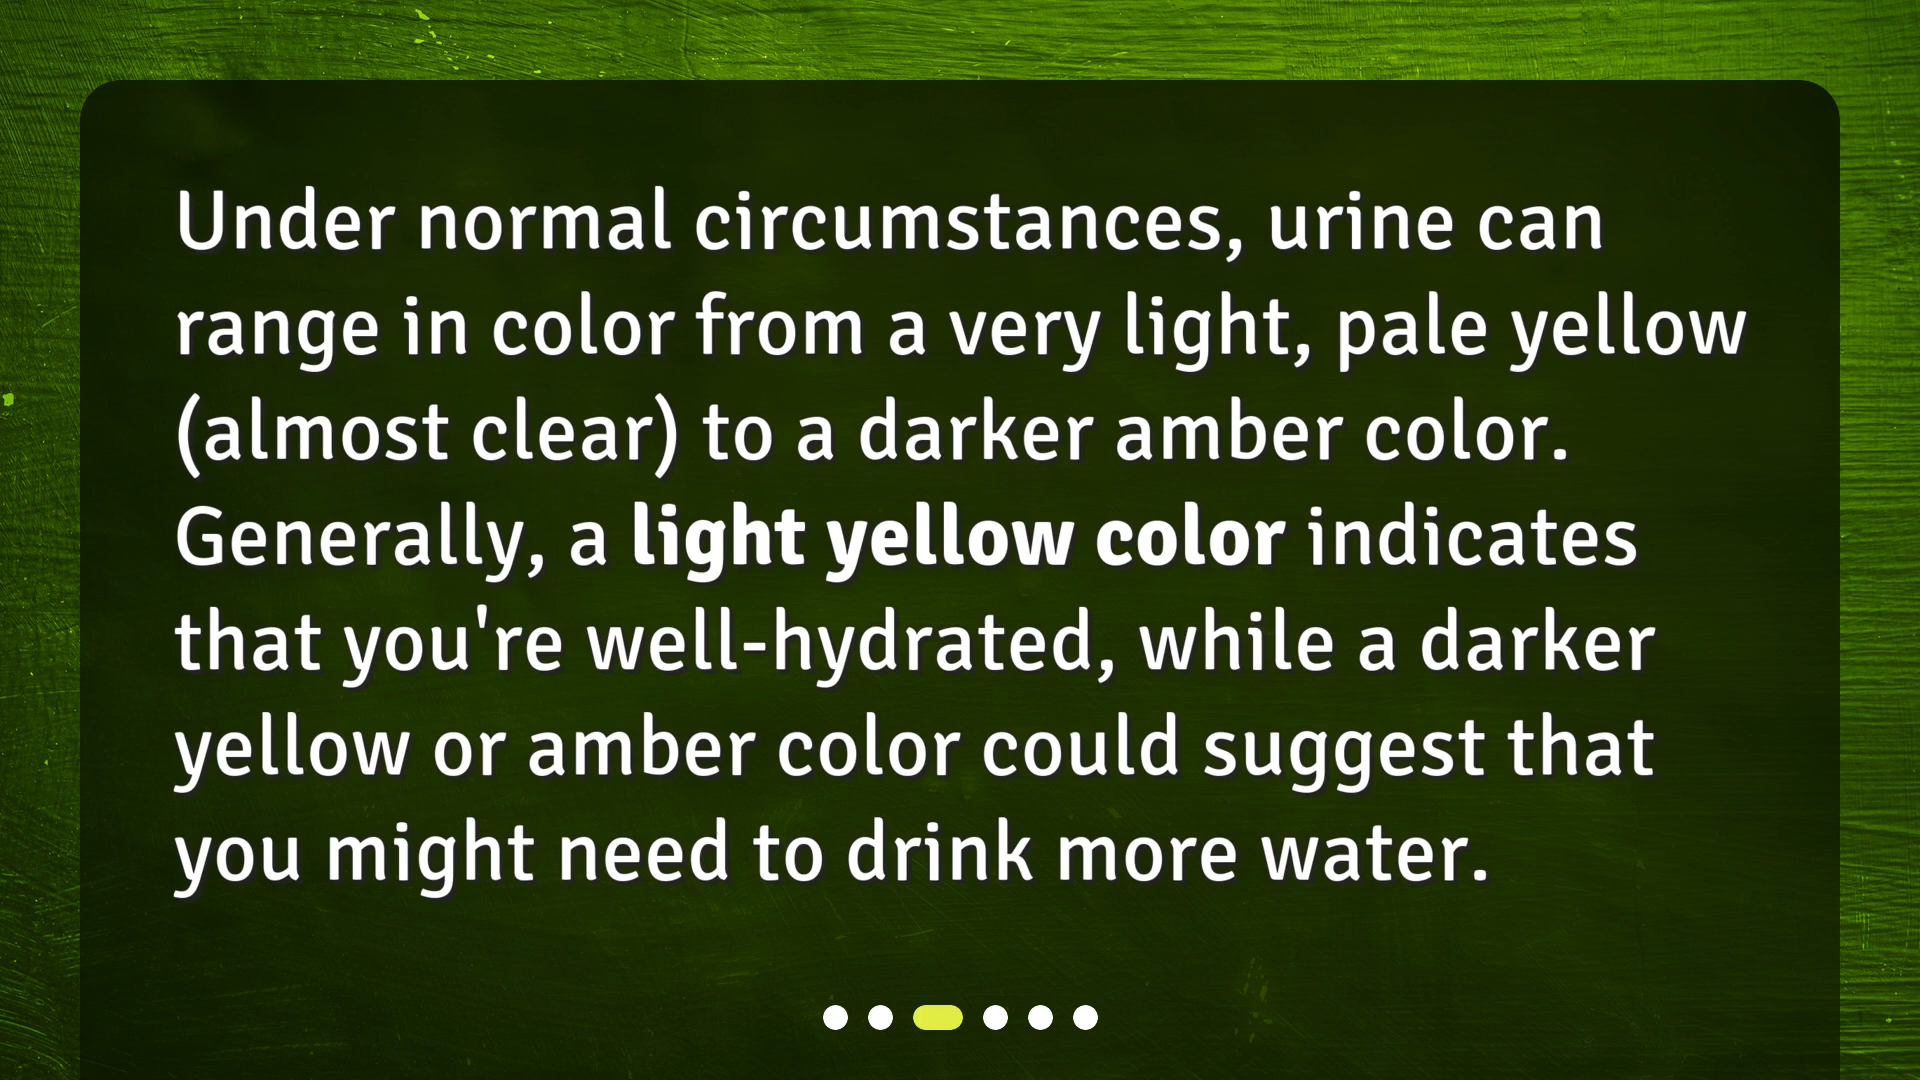 Under normal circumstances, urine can
range in color from a very light, pale yellow
(almost clear) to a darker amber color.
Generally, a light yellow color indicates
that you're well-hydrated, while a darker
yellow or amber color could suggest that
you might need to drink more water.